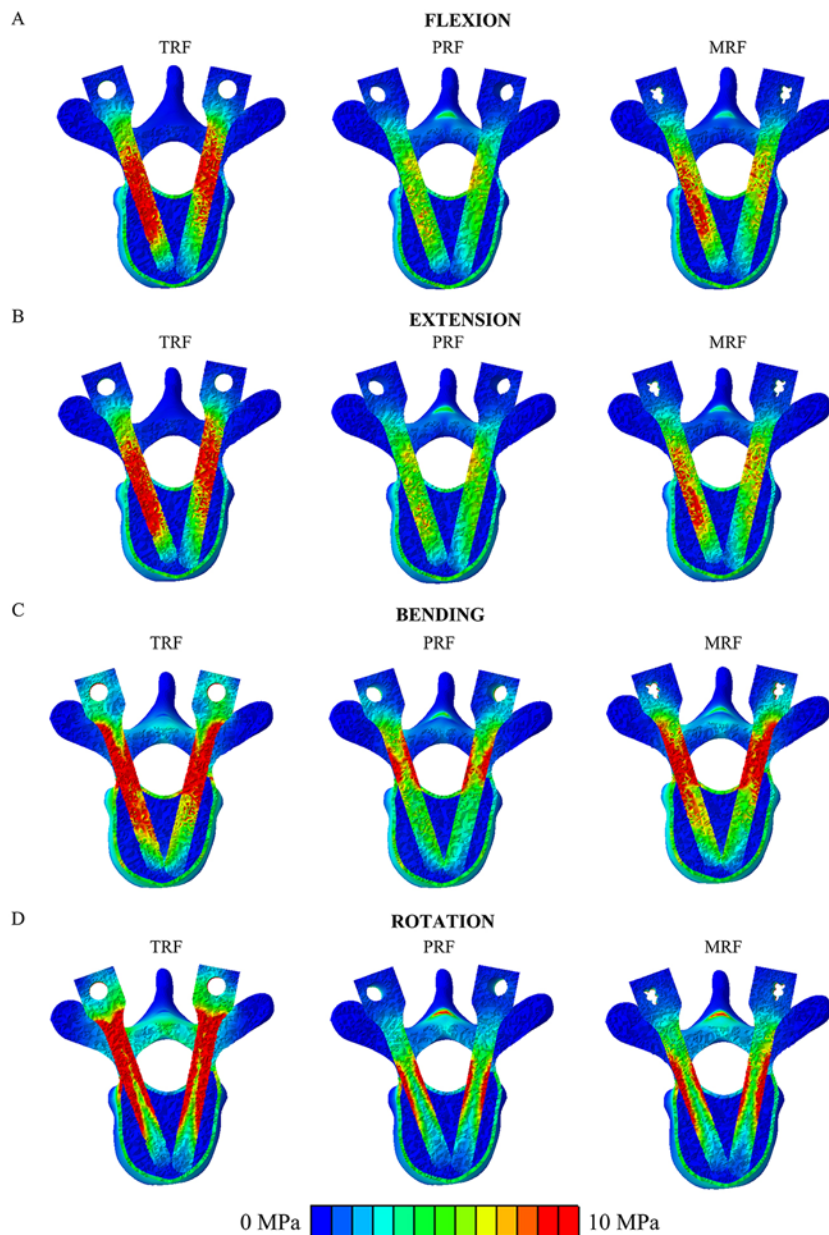 A
FLEXION
TRF PRF MRF
B
EXTENSION
TRF PRF MRF
C
BENDING
TRF PRF MRF
D
ROTATION
TRF PRF MRF
0 MPa 10 MPa